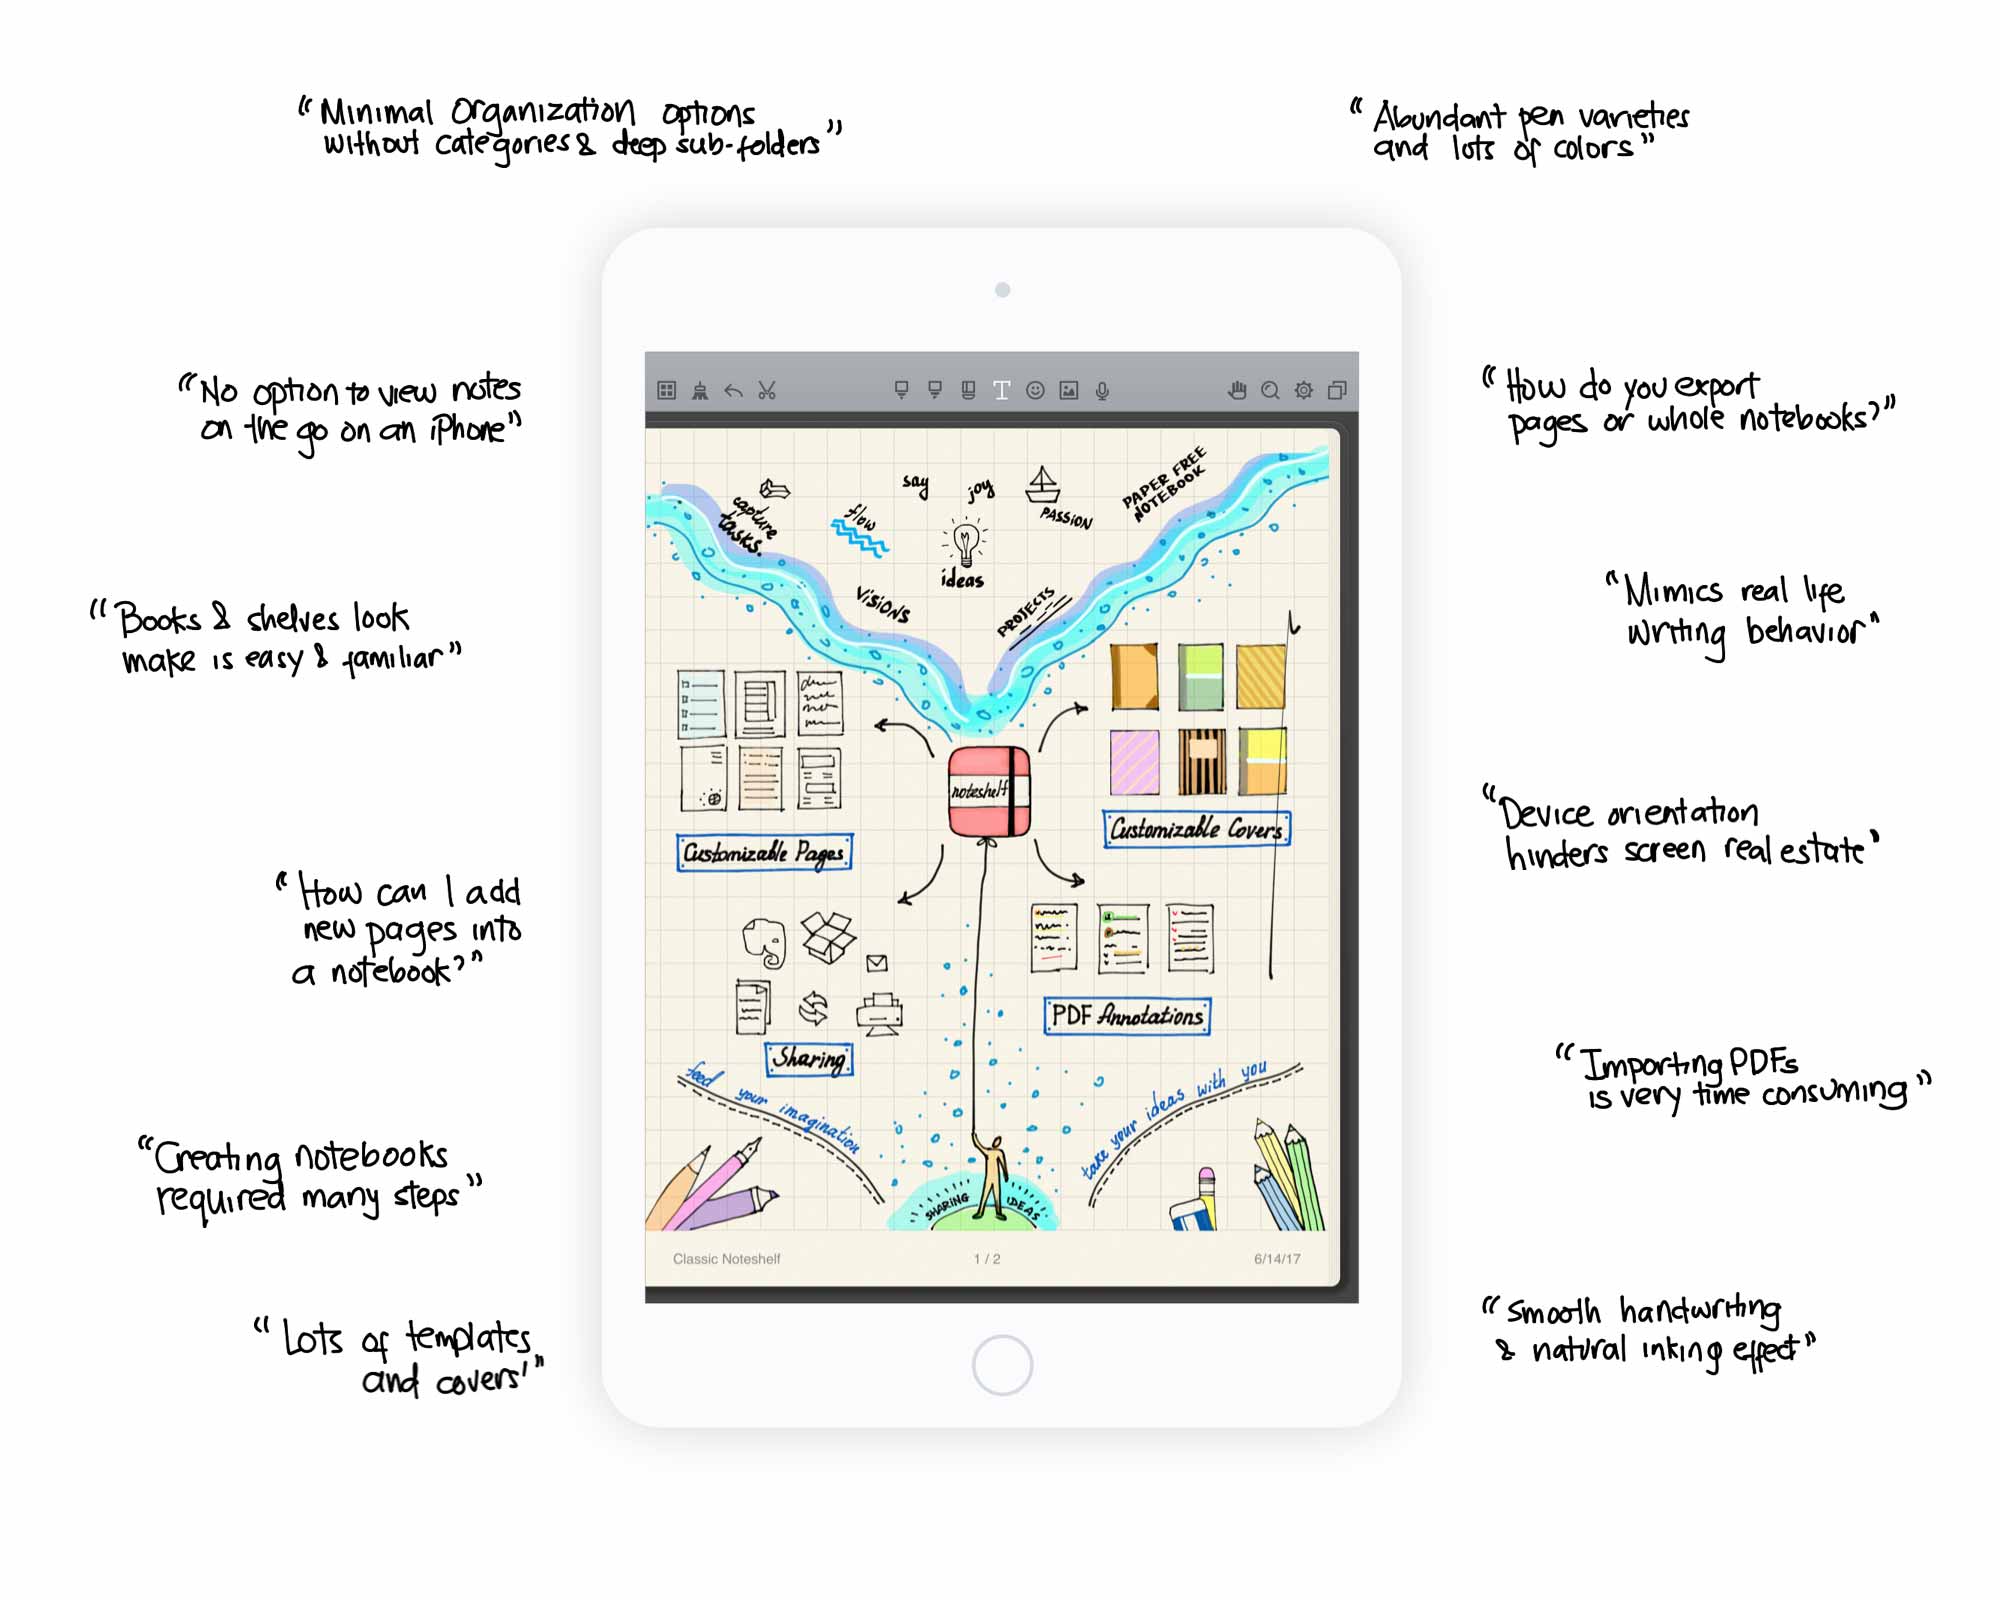 “Minimal Organization options
without categories & deep sub-folders”
“Abundant pen varieties
and lots of colors”
“No option to view notes
on the go on an iPhone”
“How do you export
pages or whole notebooks?”
“Books & shelves look
make is easy & familiar”
“Mimics real life
writing behavior”
“Device orientation
hinders screen real estate”
“How can I add
new pages into
a notebook?”
“Importing PDFs
is very time consuming”
“Creating notebooks
required many steps”
“Smooth handwriting
& natural inking effect”
“Lots of templates
and covers!”
T
capture
tasks.
flow
say
joy
PASSION
PAPER FREE
NOTEBOOK
ideas
VISIONS
PROJECTS
noteshelf
Customizable Pages
Customizable Covers
Sharing
PDF Annotations
feed your imagination
take your ideas with you
SHARING IDEAS
Classic Noteshelf
1 / 2
6/14/17